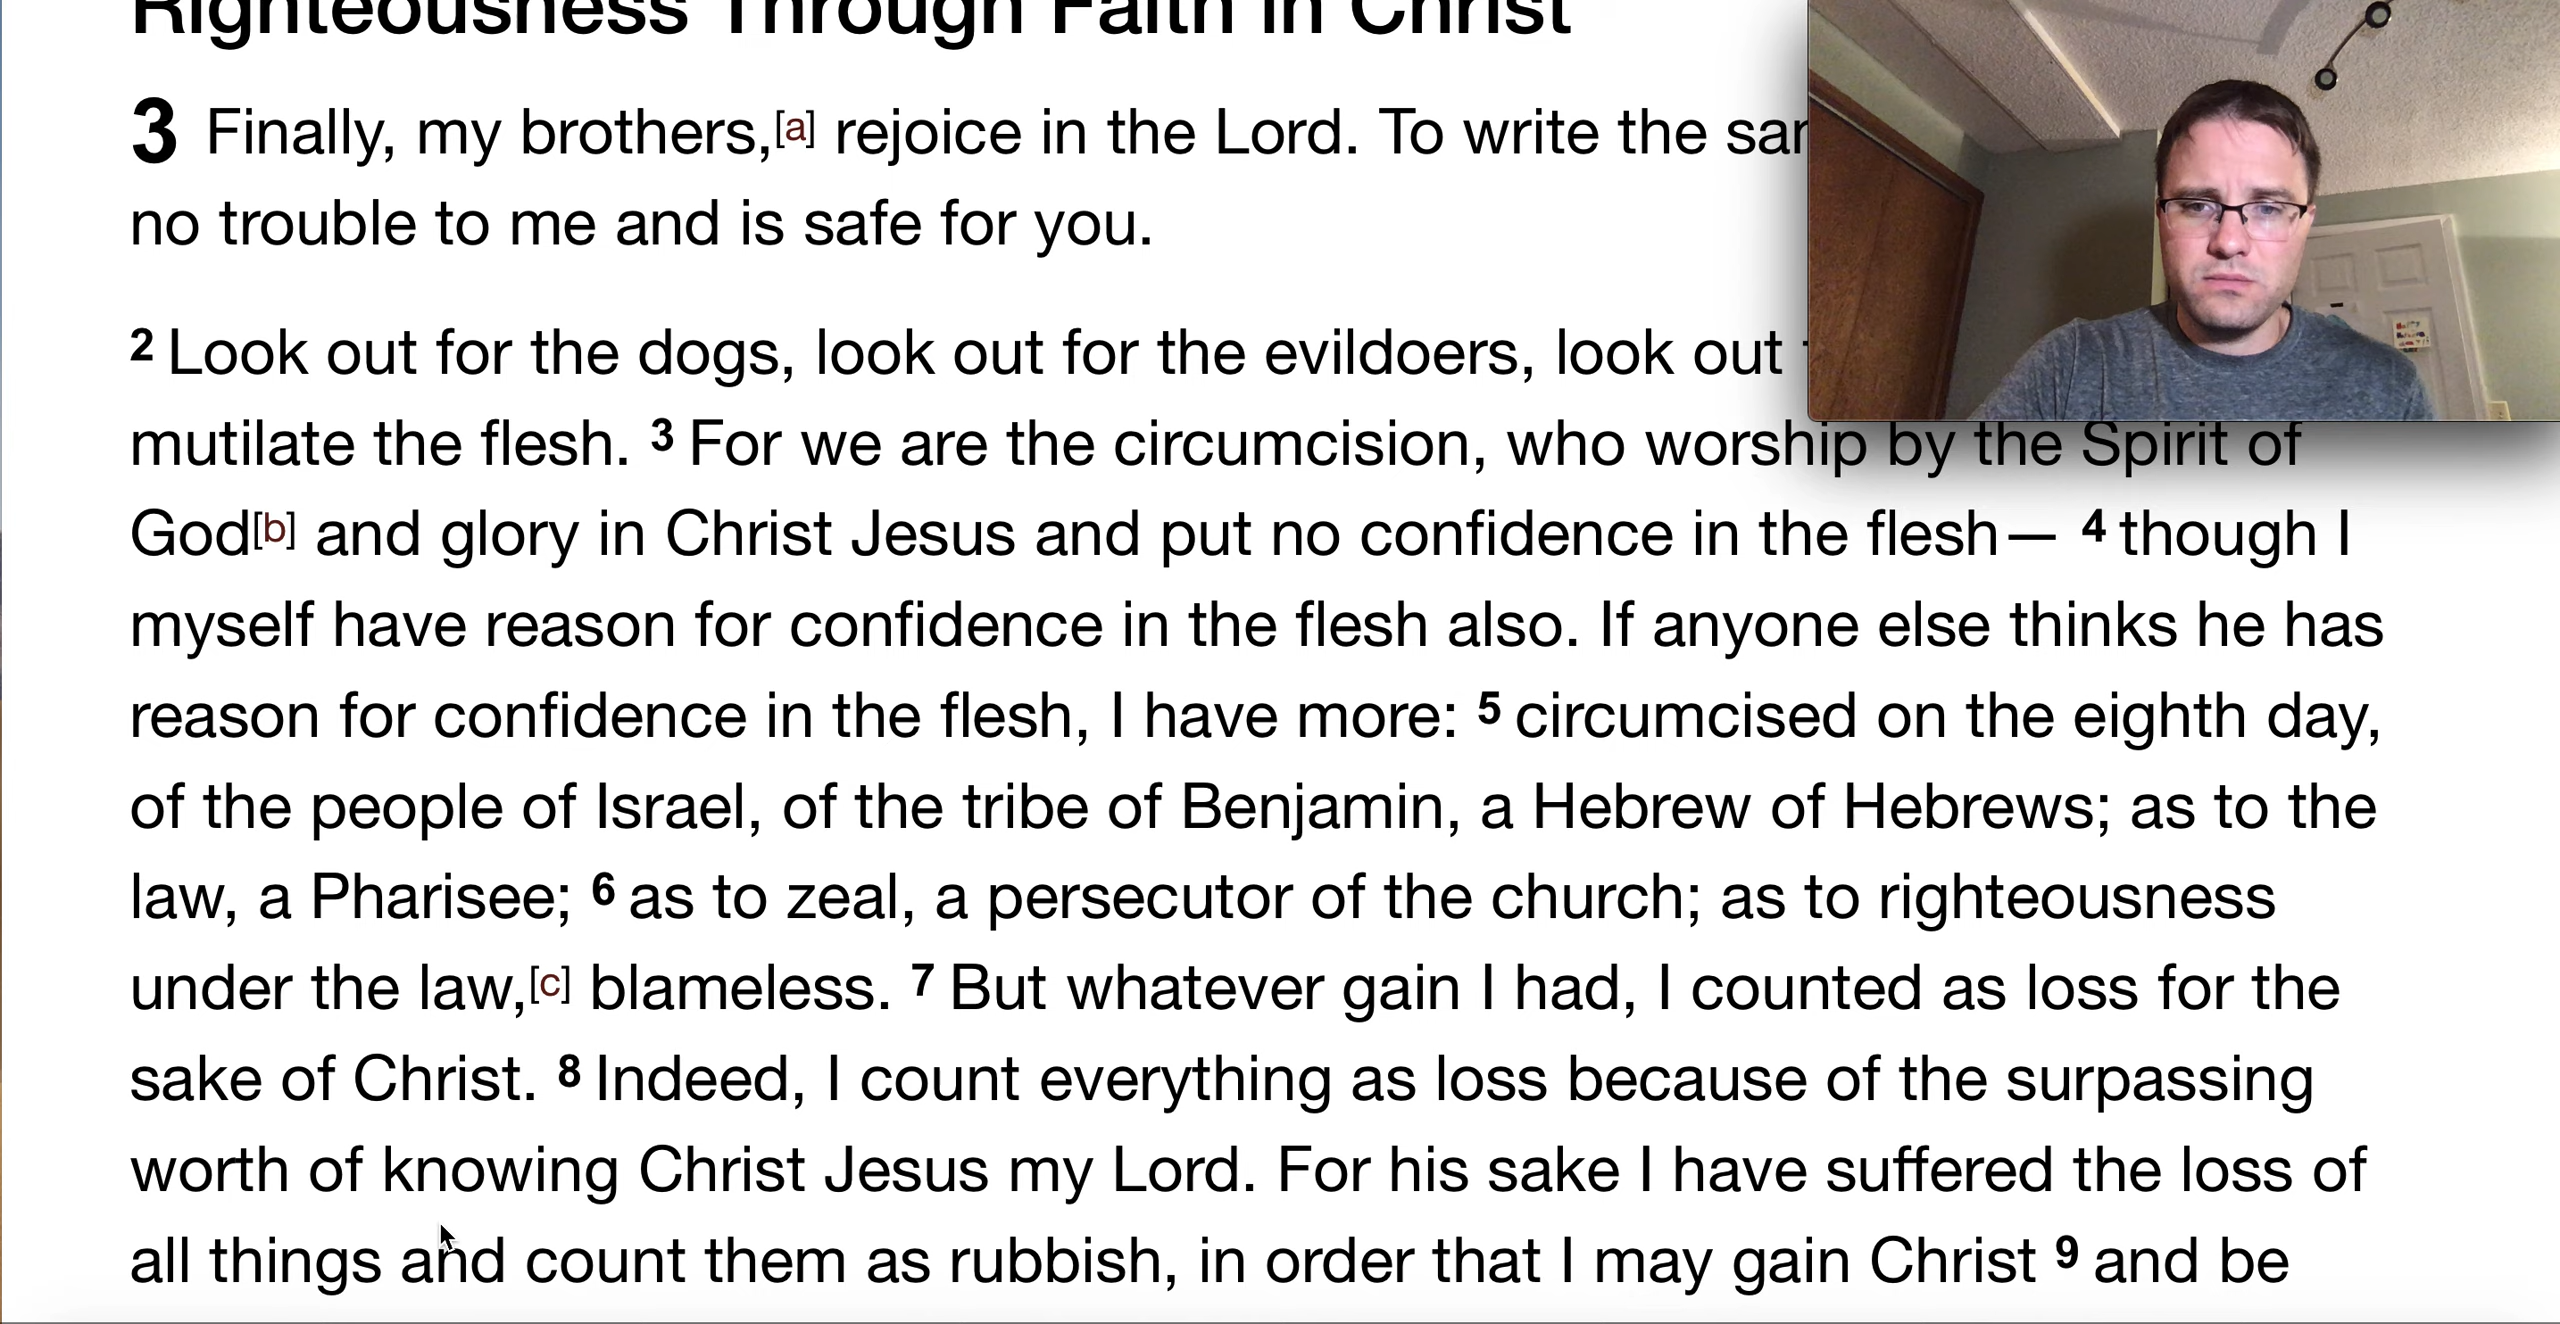 Righteousness Through Faith in Christ
3 Finally, my brothers,[a] rejoice in the Lord. To write the
no trouble to me and is safe for you.
2 Look out for the dogs, look out for the evildoers, look out
mutilate the flesh. 3 For we are the circumcision, who worship by the Spirit of
God[b] and glory in Christ Jesus and put no confidence in the flesh— 4 though I
myself have reason for confidence in the flesh also. If anyone else thinks he has
reason for confidence in the flesh, I have more: 5 circumcised on the eighth day,
of the people of Israel, of the tribe of Benjamin, a Hebrew of Hebrews; as to the
law, a Pharisee; 6 as to zeal, a persecutor of the church; as to righteousness
under the law,[c] blameless. 7 But whatever gain I had, I counted as loss for the
sake of Christ. 8 Indeed, I count everything as loss because of the surpassing
worth of knowing Christ Jesus my Lord. For his sake I have suffered the loss of
all things and count them as rubbish, in order that I may gain Christ 9 and be